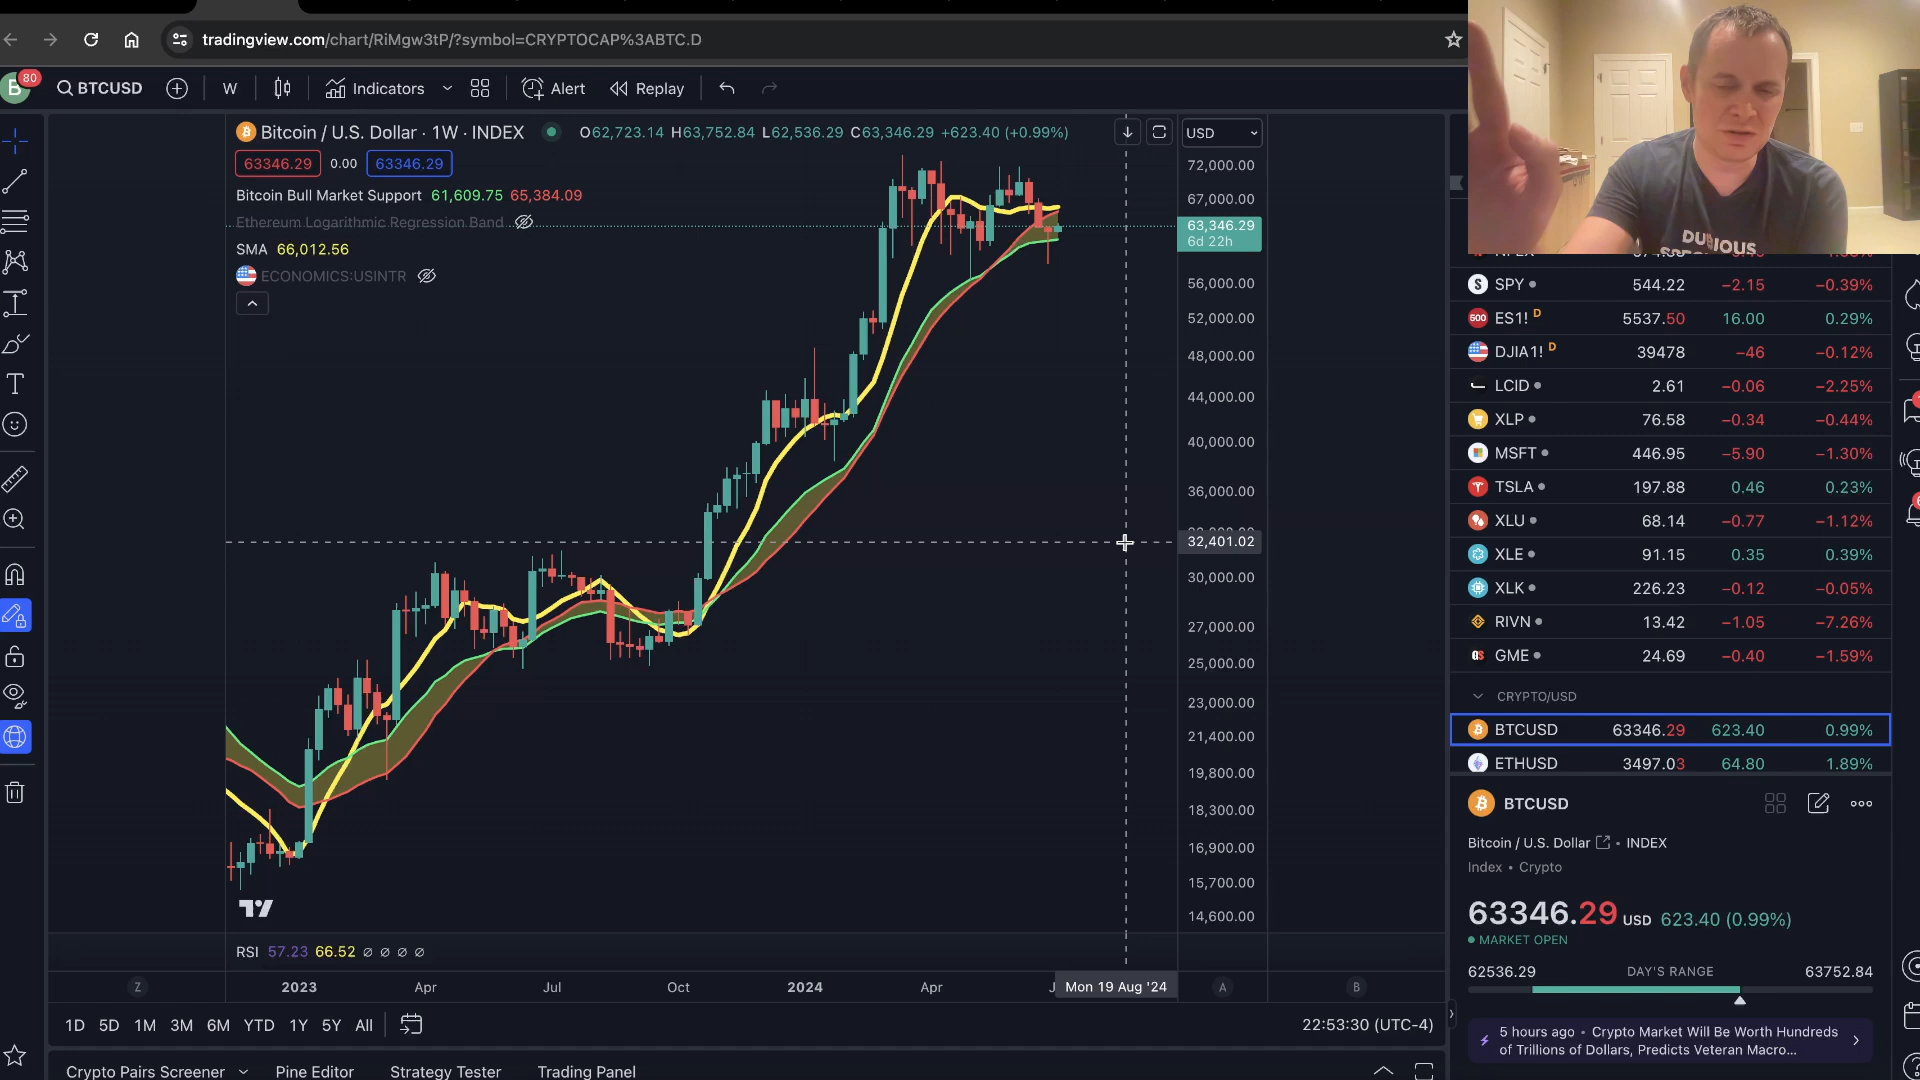 tradingview.com/chart/RiMgw3tP/?symbol=CRYPTOCAP%3ABTC.D
B 80 BTCUSD W Indicators Alert Replay
Bitcoin / U.S. Dollar · 1W · INDEX O62,723.14 H63,752.84 L62,536.29 C63,346.29 +623.40 (+0.99%) USD
63346.29 0.00 63346.29
Bitcoin Bull Market Support 61,609.75 65,384.09
Ethereum Logarithmic Regression Band
SMA 66,012.56
ECONOMICS:USINTR
72,000.00
67,000.00
63,346.29
6d 22h
56,000.00
52,000.00
48,000.00
44,000.00
40,000.00
36,000.00
32,401.02
30,000.00
27,000.00
25,000.00
23,000.00
21,400.00
19,800.00
18,300.00
16,900.00
15,700.00
14,600.00
RSI 57.23 66.52 ∅ ∅ ∅ ∅
Z 2023 Apr Jul Oct 2024 Apr Mon 19 Aug '24 A B
1D 5D 1M 3M 6M YTD 1Y 5Y All 22:53:30 (UTC-4)
Crypto Pairs Screener Pine Editor Strategy Tester Trading Panel
DUBIOUS
SPY 544.22 −2.15 −0.39%
500 ES1! D 5537.50 16.00 0.29%
DJIA1! D 39478 −46 −0.12%
LCID 2.61 −0.06 −2.25%
XLP 76.58 −0.34 −0.44%
MSFT 446.95 −5.90 −1.30%
TSLA 197.88 0.46 0.23%
XLU 68.14 −0.77 −1.12%
XLE 91.15 0.35 0.39%
XLK 226.23 −0.12 −0.05%
RIVN 13.42 −1.05 −7.26%
GME 24.69 −0.40 −1.59%
CRYPTO/USD
BTCUSD 63346.29 623.40 0.99%
ETHUSD 3497.03 64.80 1.89%
BTCUSD
Bitcoin / U.S. Dollar • INDEX
Index • Crypto
63346.29 USD 623.40 (0.99%)
MARKET OPEN
62536.29 DAY'S RANGE 63752.84
5 hours ago • Crypto Market Will Be Worth Hundreds
of Trillions of Dollars, Predicts Veteran Macro...